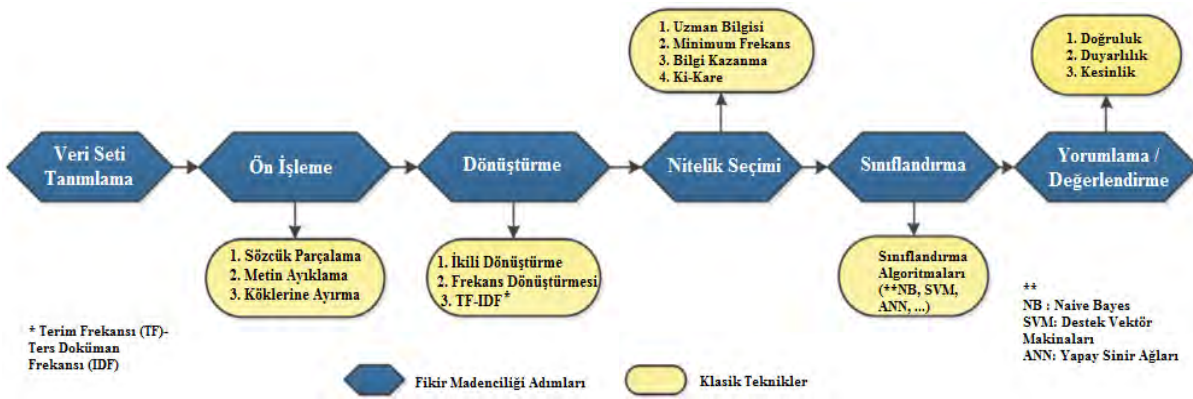 1. Uzman Bilgisi
2. Minimum Frekans
3. Bilgi Kazanma
4. Ki-Kare
1. Doğruluk
2. Duyarlılık
3. Kesinlik
Veri Seti
Tanımlama
Ön İşleme
Dönüştürme
Nitelik Seçimi
Sınıflandırma
Yorumlama /
Değerlendirme
1. Sözcük Parçalama
2. Metin Ayıklama
3. Köklerine Ayırma
1. İkili Dönüştürme
2. Frekans Dönüştürmesi
3. TF-IDF*
Sınıflandırma
Algoritmaları
(**NB, SVM,
ANN, ...)
* Terim Frekansı (TF)-
Ters Doküman
Frekansı (IDF)
**
NB : Naive Bayes
SVM: Destek Vektör
Makinaları
ANN: Yapay Sinir Ağları
Fikir Madenciliği Adımları
Klasik Teknikler